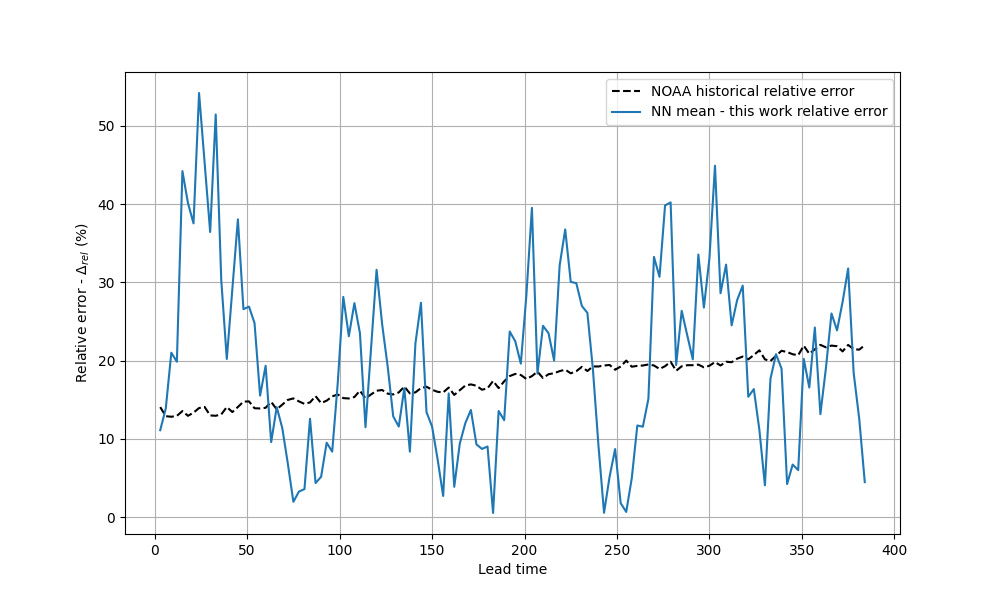 NOAA historical relative error
NN mean - this work relative error
50
40
30
20
10
0
Relative error - Δrel (%)
0 50 100 150 200 250 300 350 400
Lead time